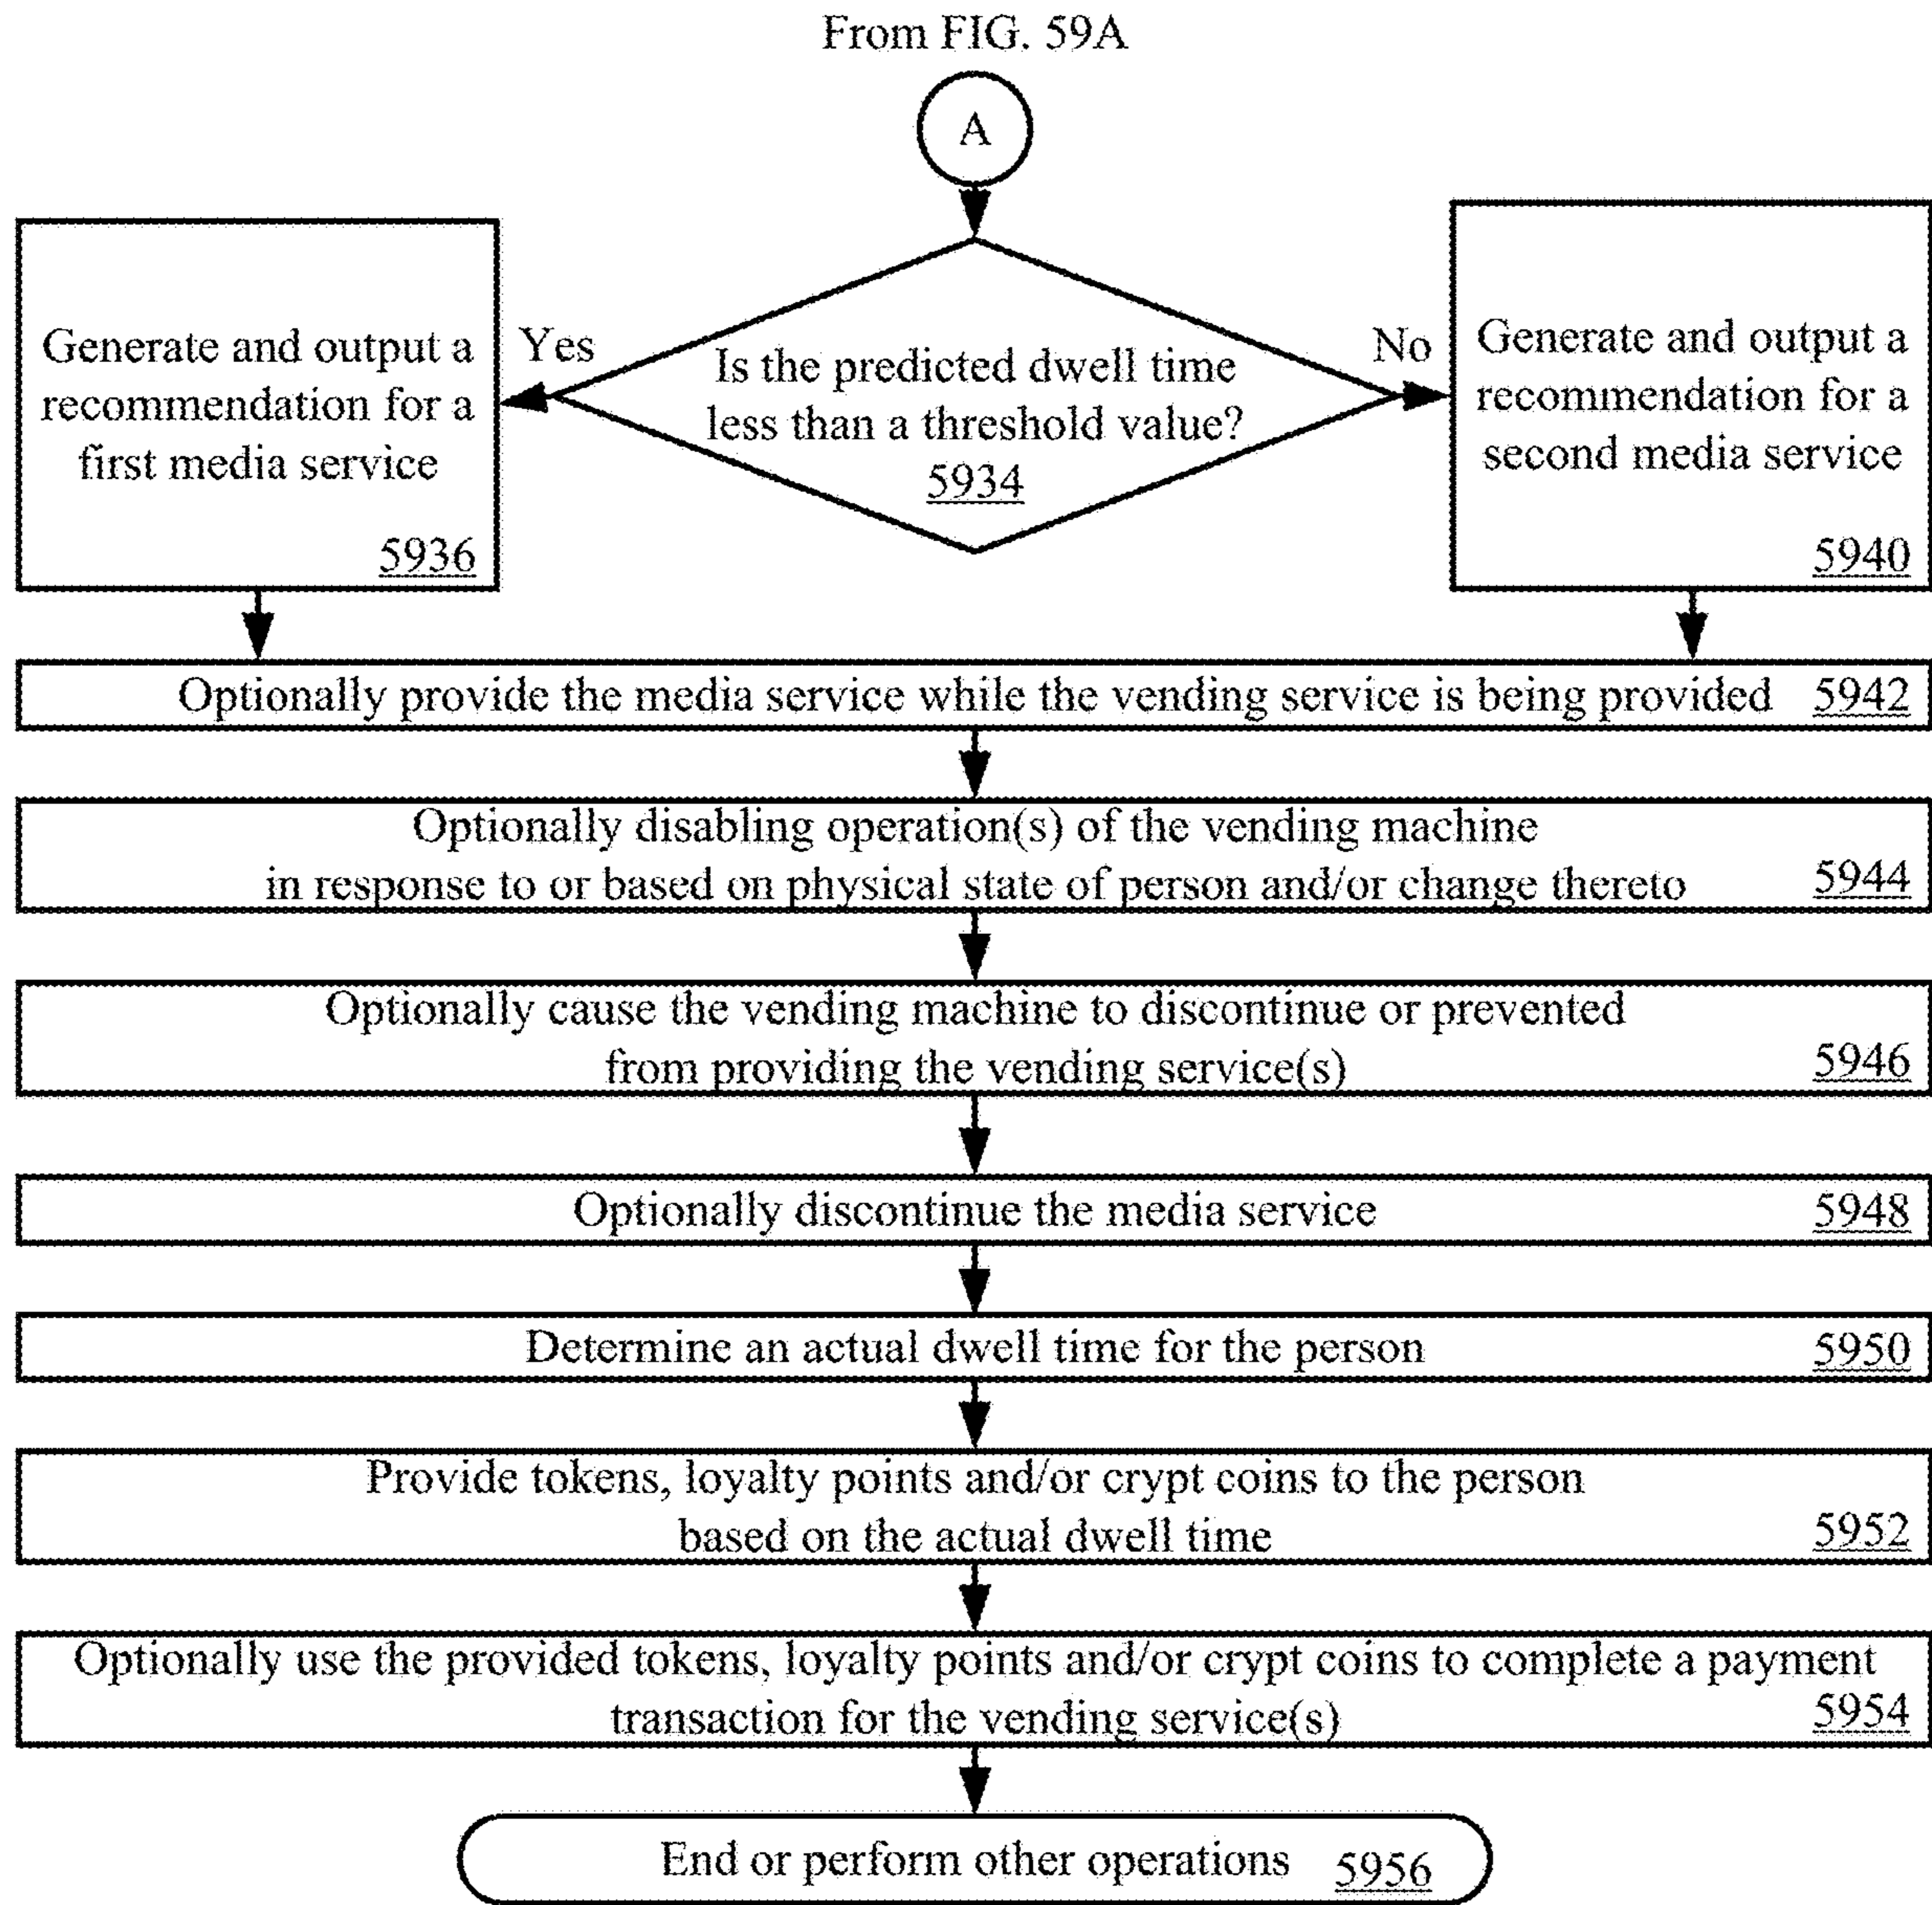 From FIG. 59A
A
Generate and output a
recommendation for a
first media service
5936
Yes
Is the predicted dwell time
less than a threshold value?
5934
No
Generate and output a
recommendation for a
second media service
5940
Optionally provide the media service while the vending service is being provided 5942
Optionally disabling operation(s) of the vending machine
in response to or based on physical state of person and/or change thereto 5944
Optionally cause the vending machine to discontinue or prevented
from providing the vending service(s) 5946
Optionally discontinue the media service 5948
Determine an actual dwell time for the person 5950
Provide tokens, loyalty points and/or crypt coins to the person
based on the actual dwell time 5952
Optionally use the provided tokens, loyalty points and/or crypt coins to complete a payment
transaction for the vending service(s) 5954
End or perform other operations 5956